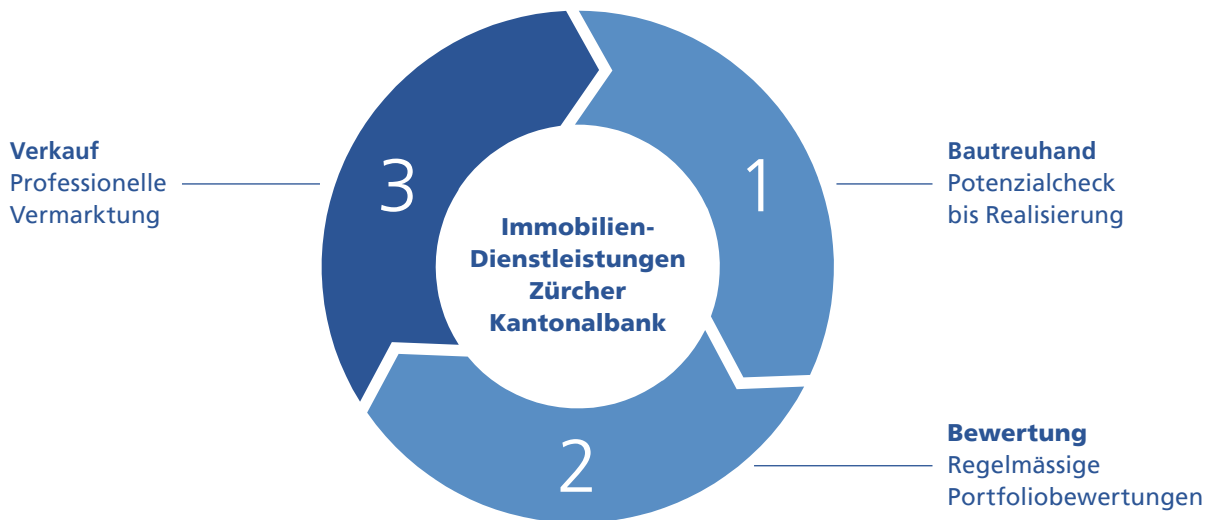 Verkauf
Professionelle
Vermarktung
3
1
Bautreuhand
Potenzialcheck
bis Realisierung
Immobilien-
Dienstleistungen
Zürcher
Kantonalbank
2
Bewertung
Regelmässige
Portfoliobewertungen